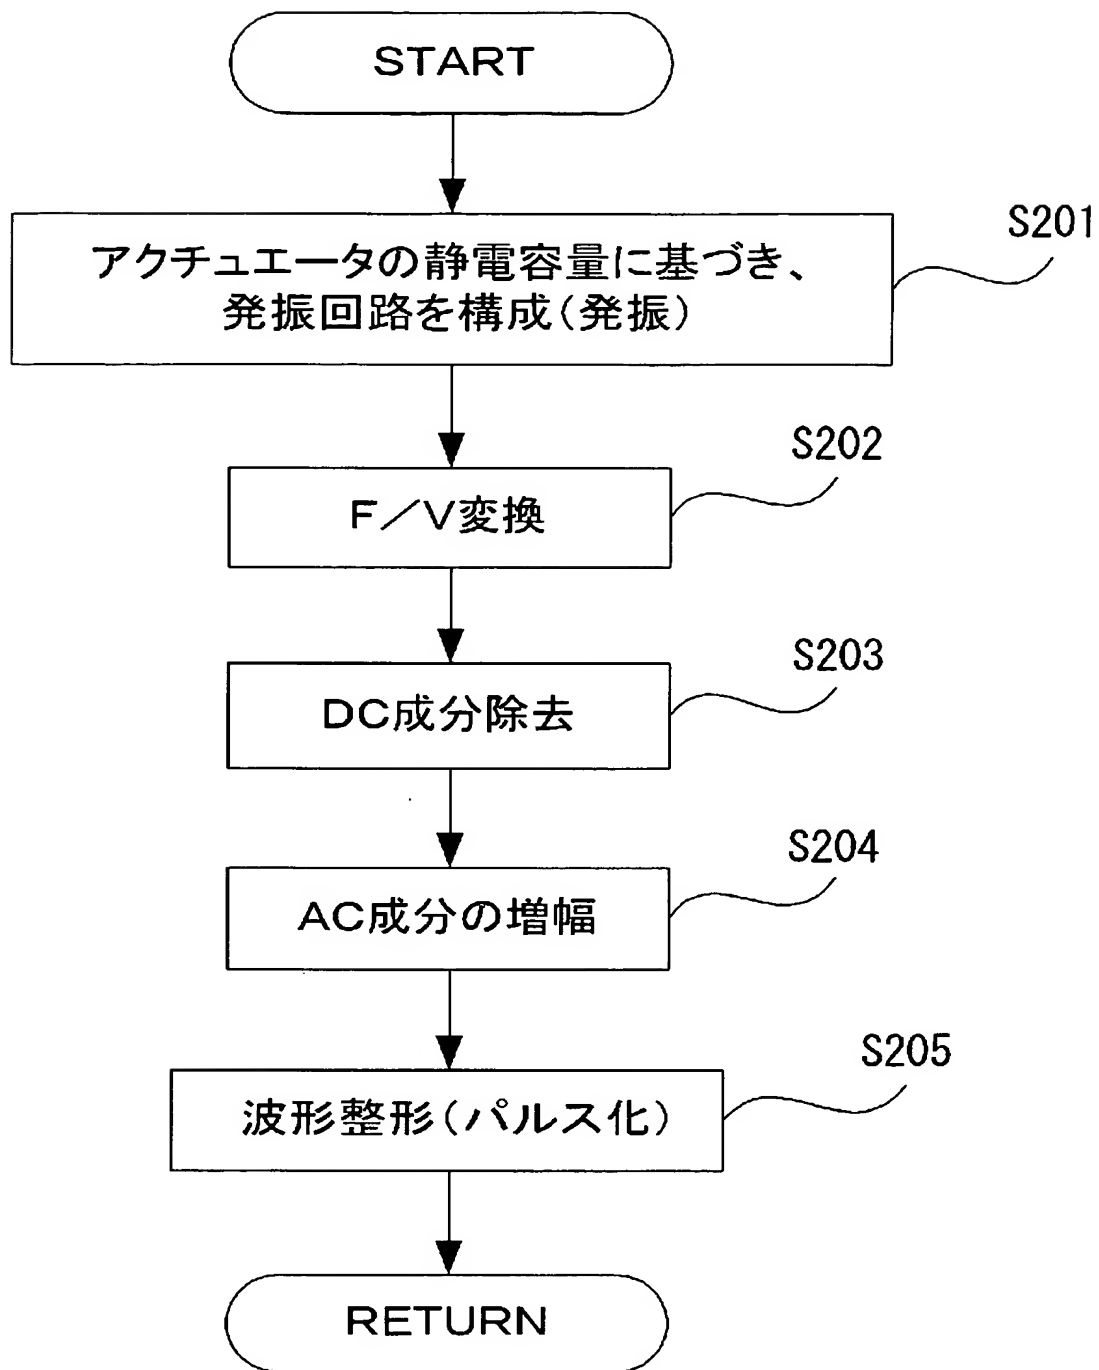 START
S201
アクチュエータの静電容量に基づき、
発振回路を構成(発振)
S202
F/V変換
S203
DC成分除去
S204
AC成分の増幅
S205
波形整形(パルス化)
RETURN